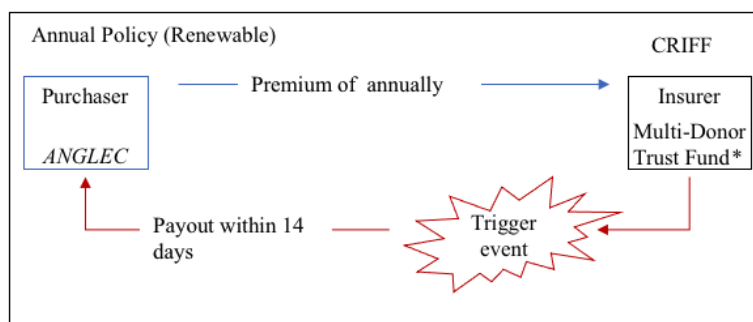 Annual Policy (Renewable)
CRIFF
Purchaser
ANGLEC
Premium of annually
Insurer
Multi-Donor
Trust Fund*
Payout within 14
days
Trigger
event